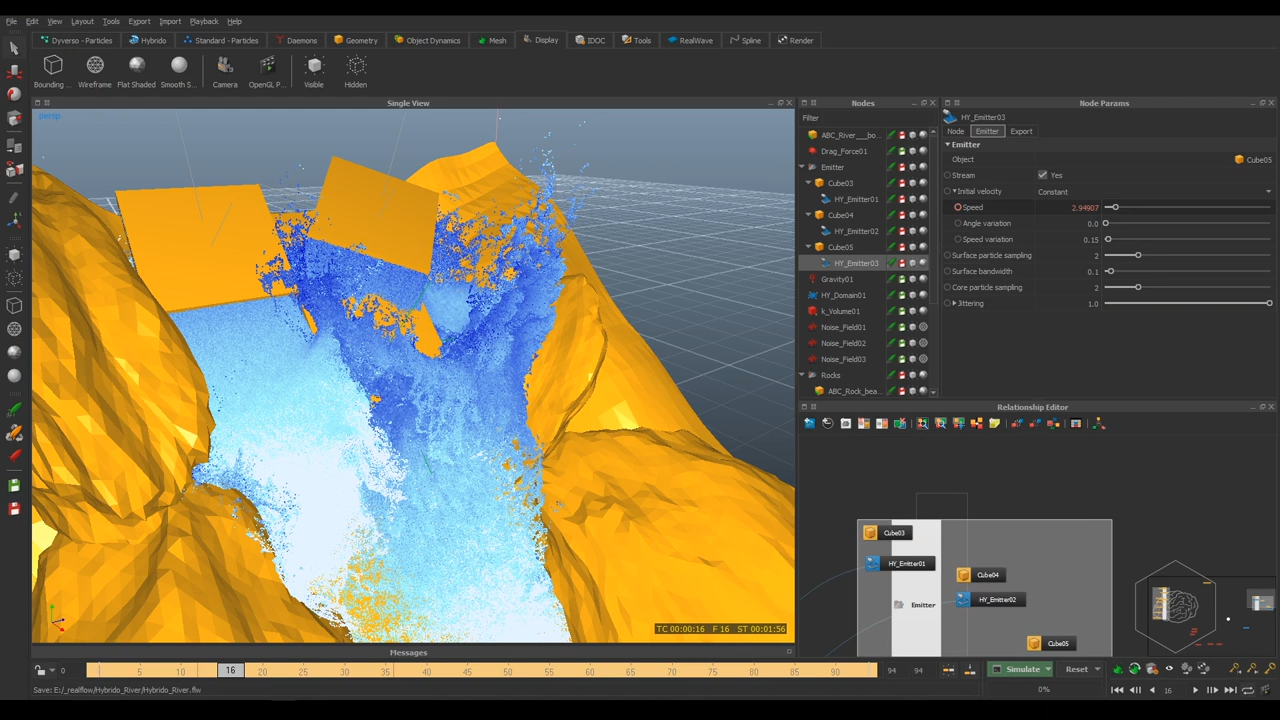 File Edit View Layout Tools Export Import Playback Help
Dyverso - Particles Hybrido Standard - Particles Daemons Geometry Object Dynamics Mesh Display IDOC Tools RealWave Spline Render
Bounding ... Wireframe Flat Shaded Smooth S... Camera OpenGL P... Visible Hidden
Single View
persp
TC 00:00:16 F 16 ST 00:01:56
Nodes
Filter
ABC_River___bo...
Drag_Force01
Emitter
Cube03
HY_Emitter01
Cube04
HY_Emitter02
Cube05
HY_Emitter03
Gravity01
HY_Domain01
k_Volume01
Noise_Field01
Noise_Field02
Noise_Field03
Rocks
ABC_Rock_bea...
Node Params
HY_Emitter03
Node Emitter Export
Emitter
Object Cube05
Stream Yes
Initial velocity Constant
Speed 2.94907
Angle variation 0.0
Speed variation 0.15
Surface particle sampling 2
Surface bandwidth 0.1
Core particle sampling 2
Jittering 1.0
Relationship Editor
Cube03
HY_Emitter01
Cube04
HY_Emitter02
Emitter
Cube05
Messages
0 5 10 16 20 25 30 35 40 45 50 55 60 65 70 75 80 85 90 94 94
Simulate Reset
Save: E:/_realflow/Hybrido_River/Hybrido_River.flw
0% 16